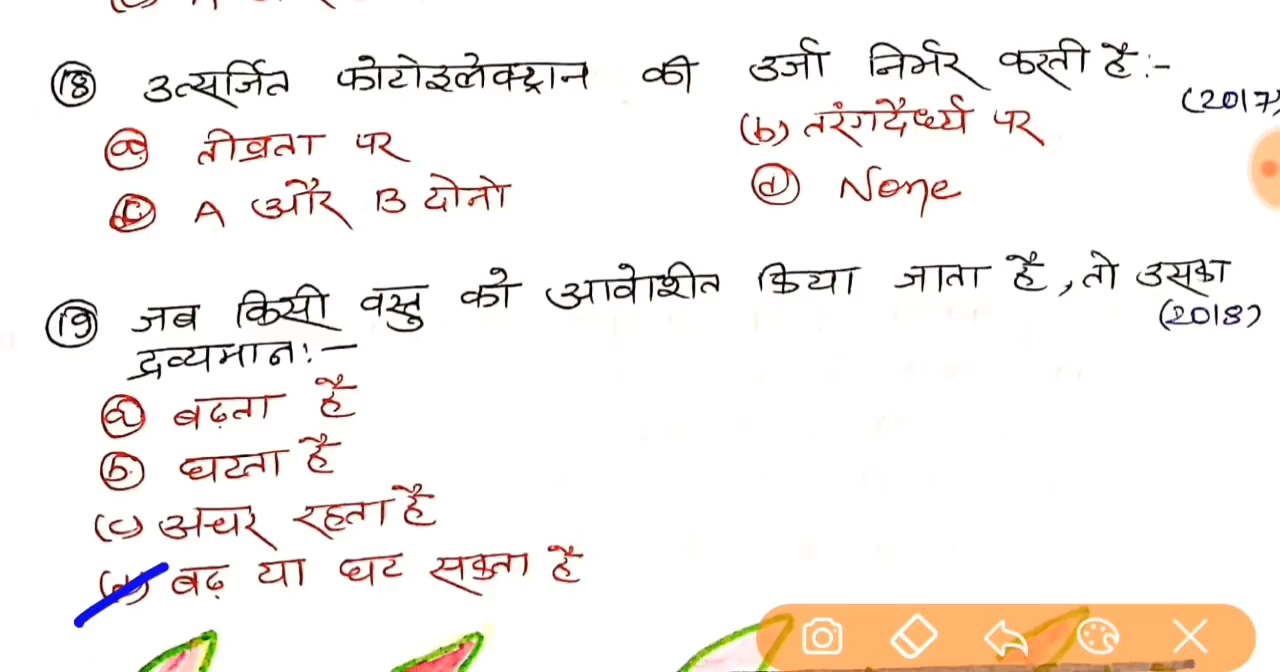 (18) उत्सर्जित फोटोइलेक्ट्रान की उर्जा निर्भर करती है:-
(2017)
(a) तीव्रता पर (b) तरंगदैर्ध्य पर
(c) A और B दोनो (d) None
(19) जब किसी वस्तु को आवेशीत किया जाता है, तो उसका
(2018)
द्रव्यमान:-
(a) बढ़ता है
(b) घटता है
(c) अचर रहता है
(d) बढ़ या घट सकता है